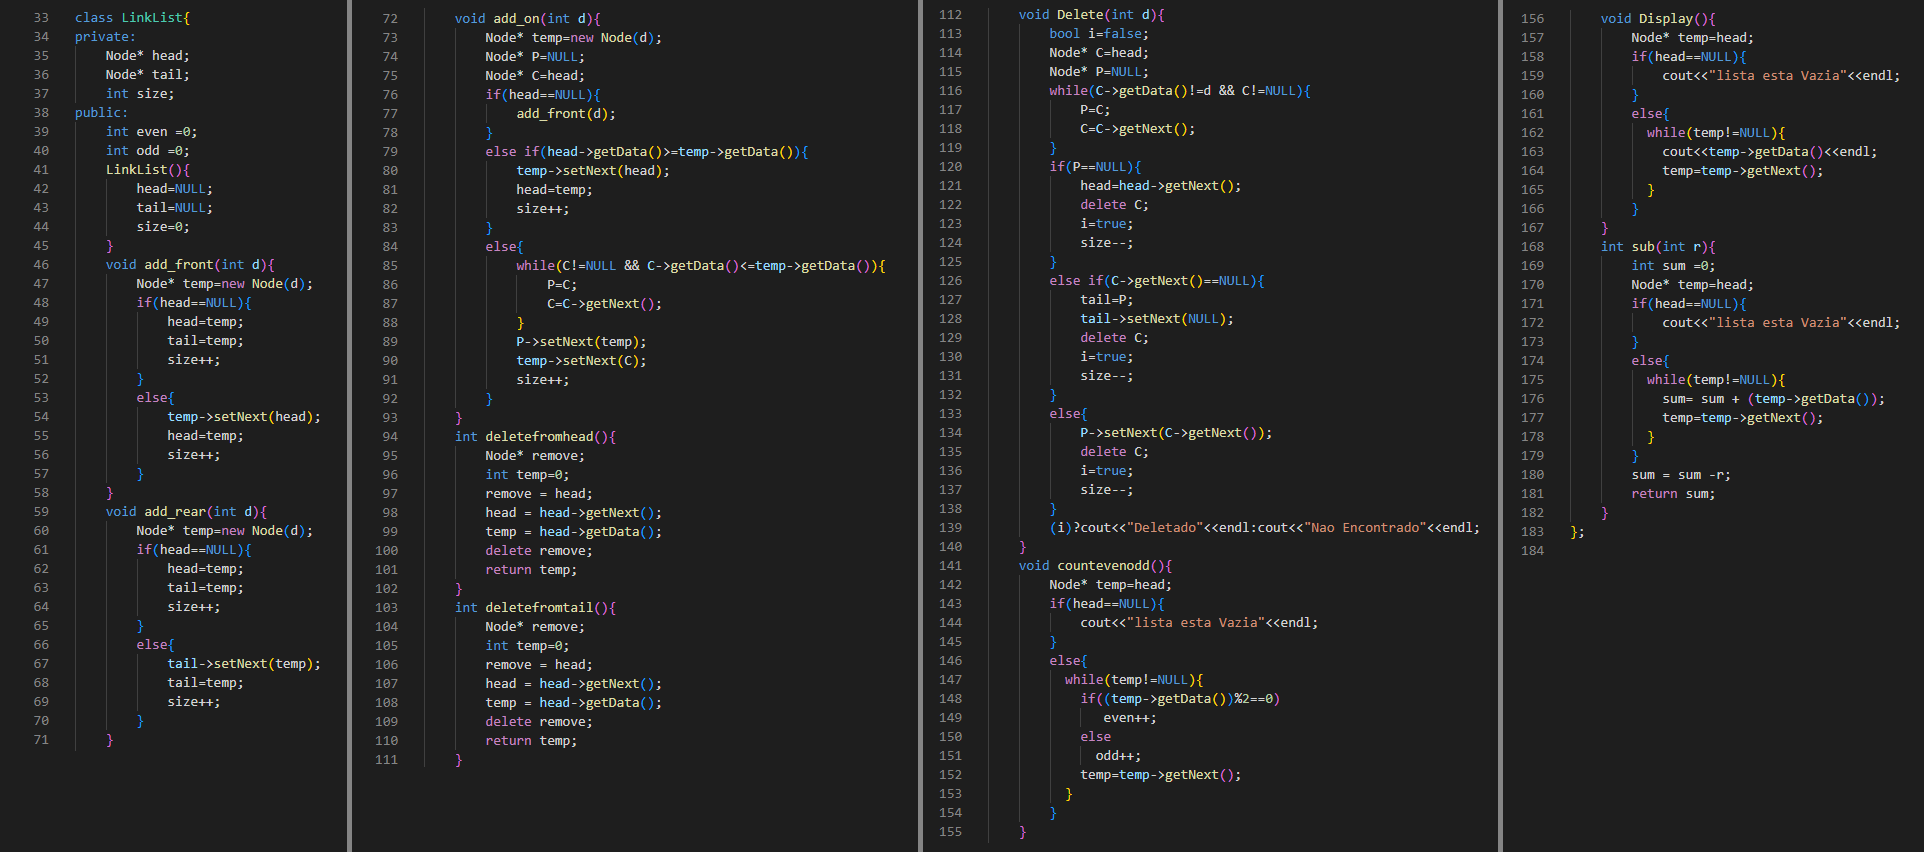 33 class LinkList{
34 private:
35 Node* head;
36 Node* tail;
37 int size;
38 public:
39 int even =0;
40 int odd =0;
41 LinkList(){
42 head=NULL;
43 tail=NULL;
44 size=0;
45 }
46 void add_front(int d){
47 Node* temp=new Node(d);
48 if(head==NULL){
49 head=temp;
50 tail=temp;
51 size++;
52 }
53 else{
54 temp->setNext(head);
55 head=temp;
56 size++;
57 }
58 }
59 void add_rear(int d){
60 Node* temp=new Node(d);
61 if(head==NULL){
62 head=temp;
63 tail=temp;
64 size++;
65 }
66 else{
67 tail->setNext(temp);
68 tail=temp;
69 size++;
70 }
71 }
72 void add_on(int d){
73 Node* temp=new Node(d);
74 Node* P=NULL;
75 Node* C=head;
76 if(head==NULL){
77 add_front(d);
78 }
79 else if(head->getData()>=temp->getData()){
80 temp->setNext(head);
81 head=temp;
82 size++;
83 }
84 else{
85 while(C!=NULL && C->getData()<=temp->getData()){
86 P=C;
87 C=C->getNext();
88 }
89 P->setNext(temp);
90 temp->setNext(C);
91 size++;
92 }
93 }
94 int deletefromhead(){
95 Node* remove;
96 int temp=0;
97 remove = head;
98 head = head->getNext();
99 temp = head->getData();
100 delete remove;
101 return temp;
102 }
103 int deletefromtail(){
104 Node* remove;
105 int temp=0;
106 remove = head;
107 head = head->getNext();
108 temp = head->getData();
109 delete remove;
110 return temp;
111 }
112 void Delete(int d){
113 bool i=false;
114 Node* C=head;
115 Node* P=NULL;
116 while(C->getData()!=d && C!=NULL){
117 P=C;
118 C=C->getNext();
119 }
120 if(P==NULL){
121 head=head->getNext();
122 delete C;
123 i=true;
124 size--;
125 }
126 else if(C->getNext()==NULL){
127 tail=P;
128 tail->setNext(NULL);
129 delete C;
130 i=true;
131 size--;
132 }
133 else{
134 P->setNext(C->getNext());
135 delete C;
136 i=true;
137 size--;
138 }
139 (i)?cout<<"Deletado"<<endl:cout<<"Nao Encontrado"<<endl;
140 }
141 void countevenodd(){
142 Node* temp=head;
143 if(head==NULL){
144 cout<<"lista esta Vazia"<<endl;
145 }
146 else{
147 while(temp!=NULL){
148 if((temp->getData())%2==0)
149 even++;
150 else
151 odd++;
152 temp=temp->getNext();
153 }
154 }
155 }
156 void Display(){
157 Node* temp=head;
158 if(head==NULL){
159 cout<<"lista esta Vazia"<<endl;
160 }
161 else{
162 while(temp!=NULL){
163 cout<<temp->getData()<<endl;
164 temp=temp->getNext();
165 }
166 }
167 }
168 int sub(int r){
169 int sum =0;
170 Node* temp=head;
171 if(head==NULL){
172 cout<<"lista esta Vazia"<<endl;
173 }
174 else{
175 while(temp!=NULL){
176 sum= sum + (temp->getData());
177 temp=temp->getNext();
178 }
179 }
180 sum = sum -r;
181 return sum;
182 }
183 };
184